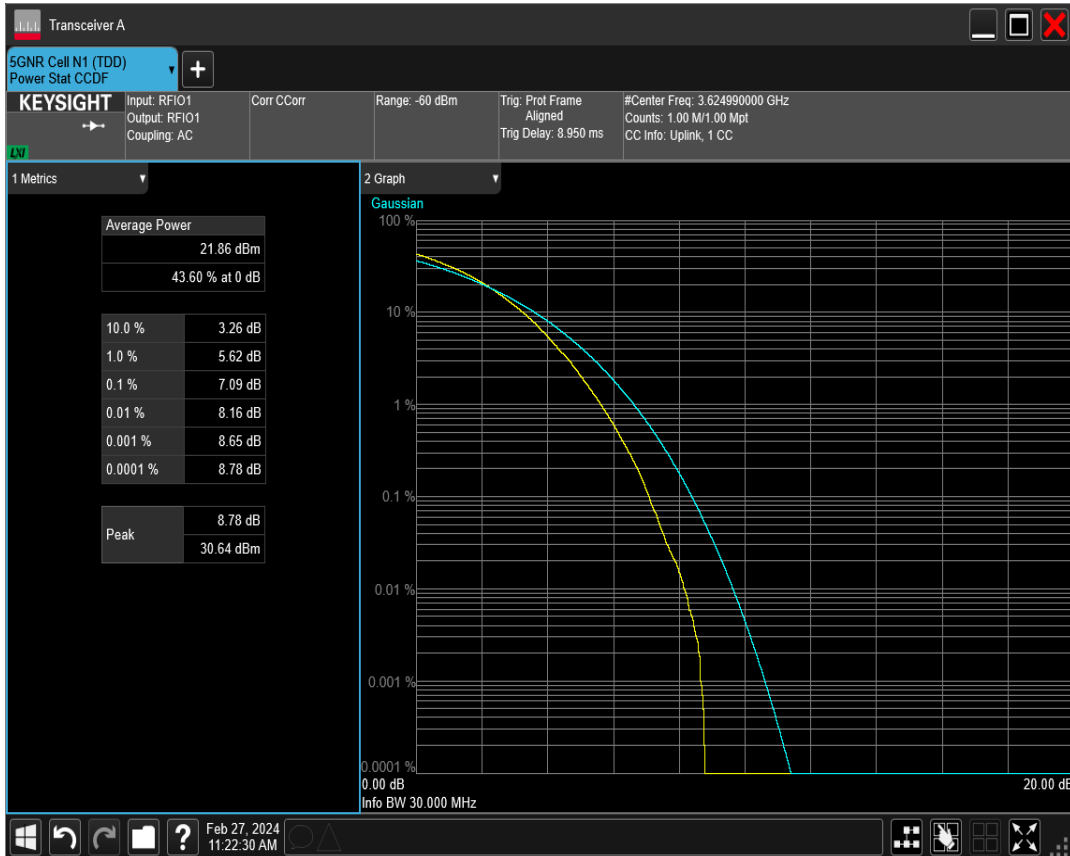 Transceiver A
5GNR Cell N1 (TDD)
Power Stat CCDF
+
KEYSIGHT
LXI
Input: RFIO1
Output: RFIO1
Coupling: AC
Corr CCorr
Range: -60 dBm
Trig: Prot Frame
Aligned
Trig Delay: 8.950 ms
#Center Freq: 3.624990000 GHz
Counts: 1.00 M/1.00 Mpt
CC Info: Uplink, 1 CC
1 Metrics
Average Power
21.86 dBm
43.60 % at 0 dB
10.0 % 3.26 dB
1.0 % 5.62 dB
0.1 % 7.09 dB
0.01 % 8.16 dB
0.001 % 8.65 dB
0.0001 % 8.78 dB
Peak 8.78 dB
30.64 dBm
2 Graph
Gaussian
100 %
10 %
1 %
0.1 %
0.01 %
0.001 %
0.0001 %
0.00 dB 20.00 dB
Info BW 30.000 MHz
?
Feb 27, 2024
11:22:30 AM